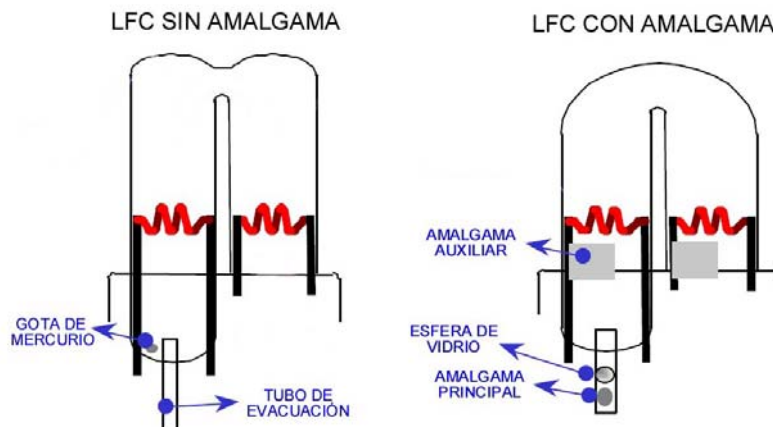 LFC SIN AMALGAMA
GOTA DE
MERCURIO
TUBO DE
EVACUACIÓN
LFC CON AMALGAMA
AMALGAMA
AUXILIAR
ESFERA DE
VIDRIO
AMALGAMA
PRINCIPAL